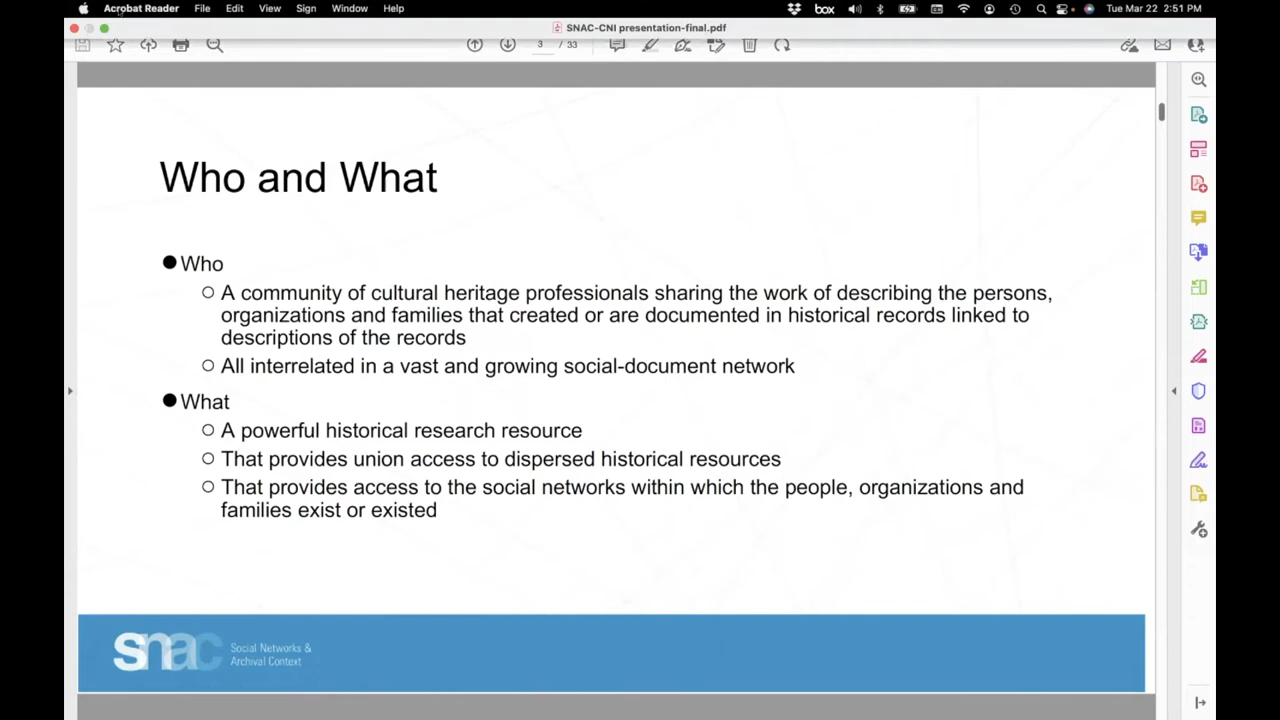 Acrobat Reader File Edit View Sign Window Help box Tue Mar 22 2:51 PM
SNAC-CNI presentation-final.pdf
3 / 33
Who and What
Who
A community of cultural heritage professionals sharing the work of describing the persons,
organizations and families that created or are documented in historical records linked to
descriptions of the records
All interrelated in a vast and growing social-document network
What
A powerful historical research resource
That provides union access to dispersed historical resources
That provides access to the social networks within which the people, organizations and
families exist or existed
snac
Social Networks &
Archival Context